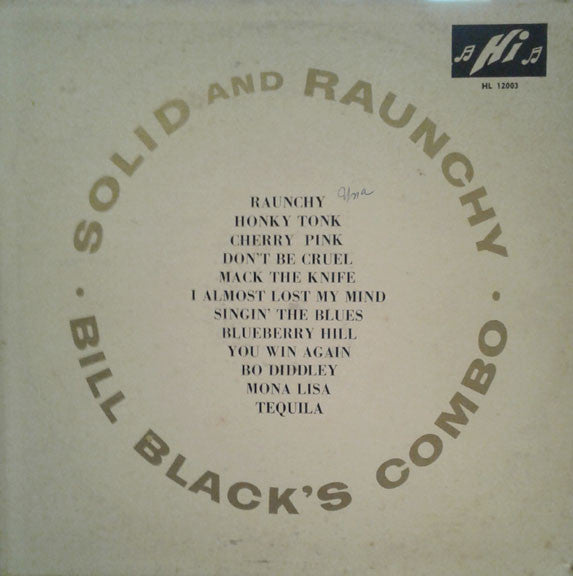 Hi
HL 12003
SOLID AND RAUNCHY
RAUNCHY
HONKY TONK
CHERRY PINK
DON'T BE CRUEL
MACK THE KNIFE
I ALMOST LOST MY MIND
SINGIN' THE BLUES
BLUEBERRY HILL
YOU WIN AGAIN
BO DIDDLEY
MONA LISA
TEQUILA
• BILL BLACK'S COMBO •